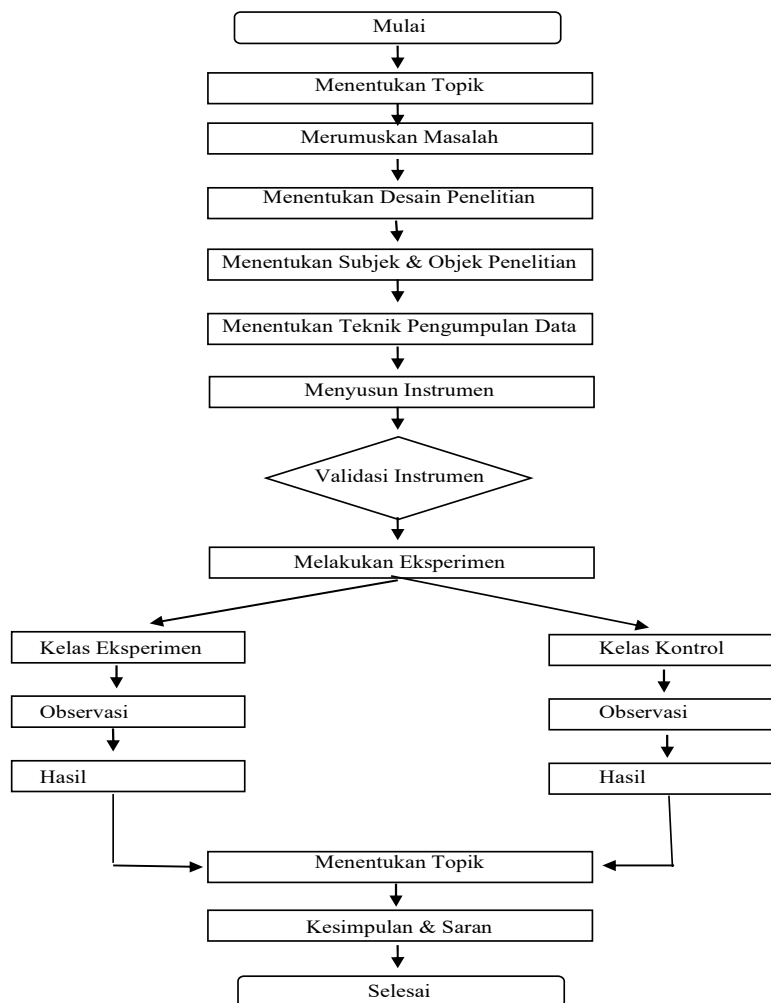 Mulai
Menentukan Topik
Merumuskan Masalah
Menentukan Desain Penelitian
Menentukan Subjek & Objek Penelitian
Menentukan Teknik Pengumpulan Data
Menyusun Instrumen
Validasi Instrumen
Melakukan Eksperimen
Kelas Eksperimen
Kelas Kontrol
Observasi
Observasi
Hasil
Hasil
Menentukan Topik
Kesimpulan & Saran
Selesai